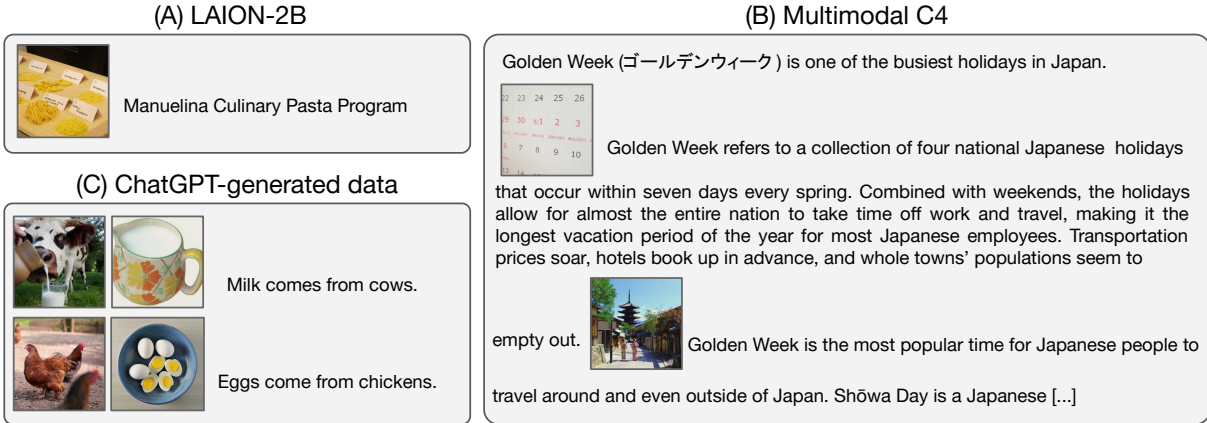 (A) LAION-2B
Manuelina Culinary Pasta Program
(C) ChatGPT-generated data
Milk comes from cows.
Eggs come from chickens.
(B) Multimodal C4
Golden Week (ゴールデンウィーク) is one of the busiest holidays in Japan.
22 23 24 25 26
29 30 5/1 2 3
6 7 8 9 10
13 14
Golden Week refers to a collection of four national Japanese holidays
that occur within seven days every spring. Combined with weekends, the holidays
allow for almost the entire nation to take time off work and travel, making it the
longest vacation period of the year for most Japanese employees. Transportation
prices soar, hotels book up in advance, and whole towns’ populations seem to
empty out.
Golden Week is the most popular time for Japanese people to
travel around and even outside of Japan. Shōwa Day is a Japanese [...]